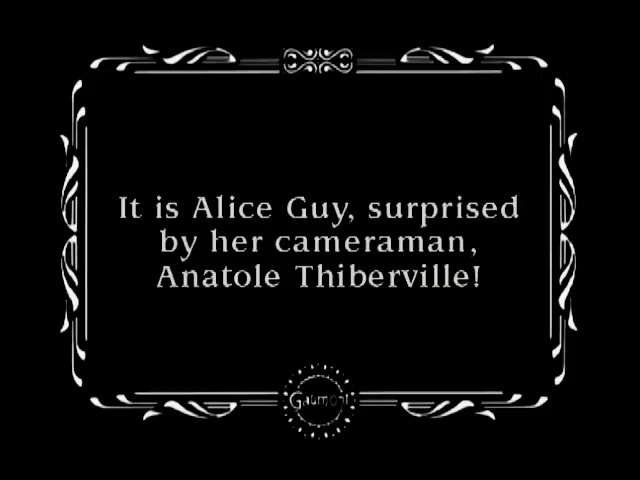 It is Alice Guy, surprised
by her cameraman,
Anatole Thiberville!
Gaumont